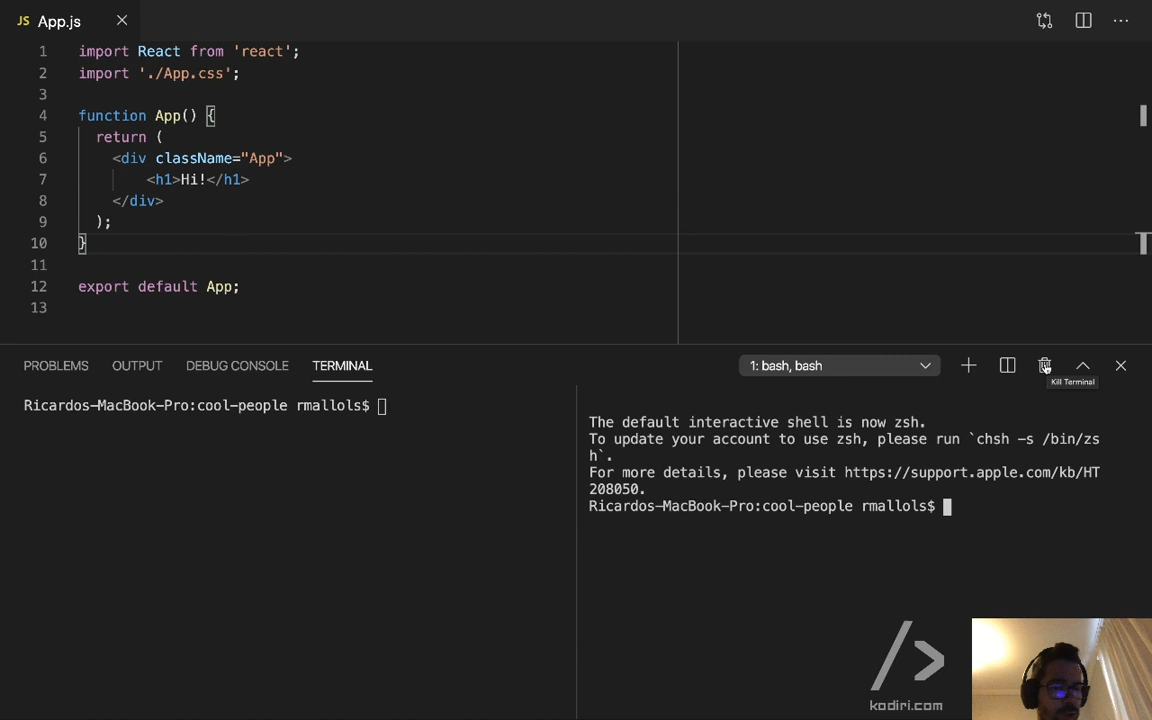 JS App.js
1 import React from 'react';
2 import './App.css';
3
4 function App() {
5 return (
6 <div className="App">
7 <h1>Hi!</h1>
8 </div>
9 );
10 }
11
12 export default App;
13
PROBLEMS OUTPUT DEBUG CONSOLE TERMINAL 1: bash, bash
Kill Terminal
Ricardos-MacBook-Pro:cool-people rmallols$
The default interactive shell is now zsh.
To update your account to use zsh, please run `chsh -s /bin/zs
h`.
For more details, please visit https://support.apple.com/kb/HT
208050.
Ricardos-MacBook-Pro:cool-people rmallols$
kodiri.com